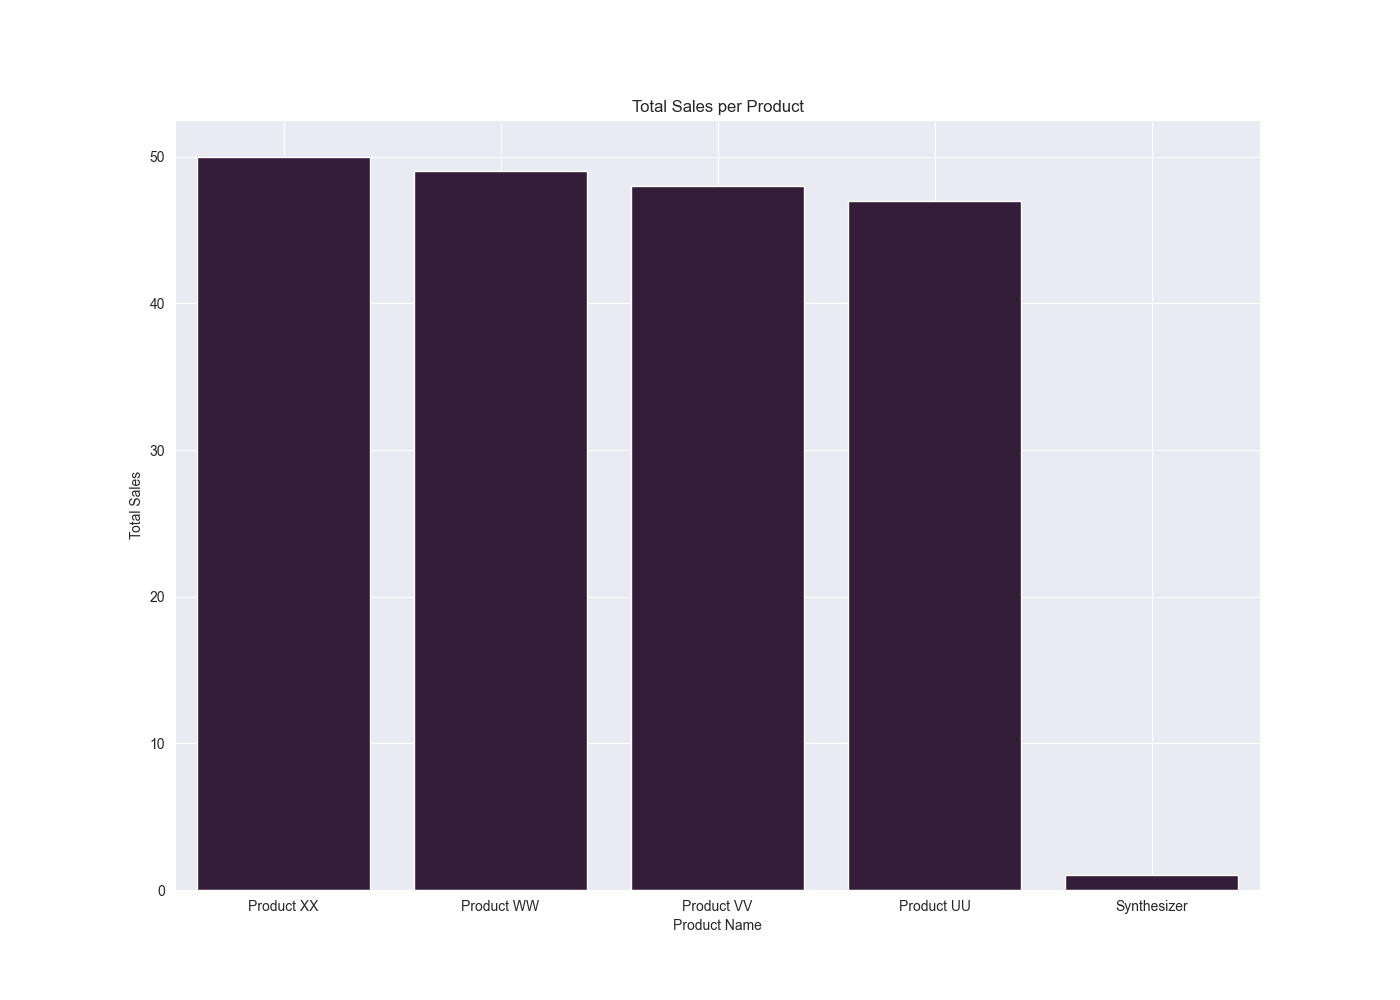 Total Sales per Product
50
40
30
20
10
0
Total Sales
Product XX
Product WW
Product VV
Product UU
Synthesizer
Product Name